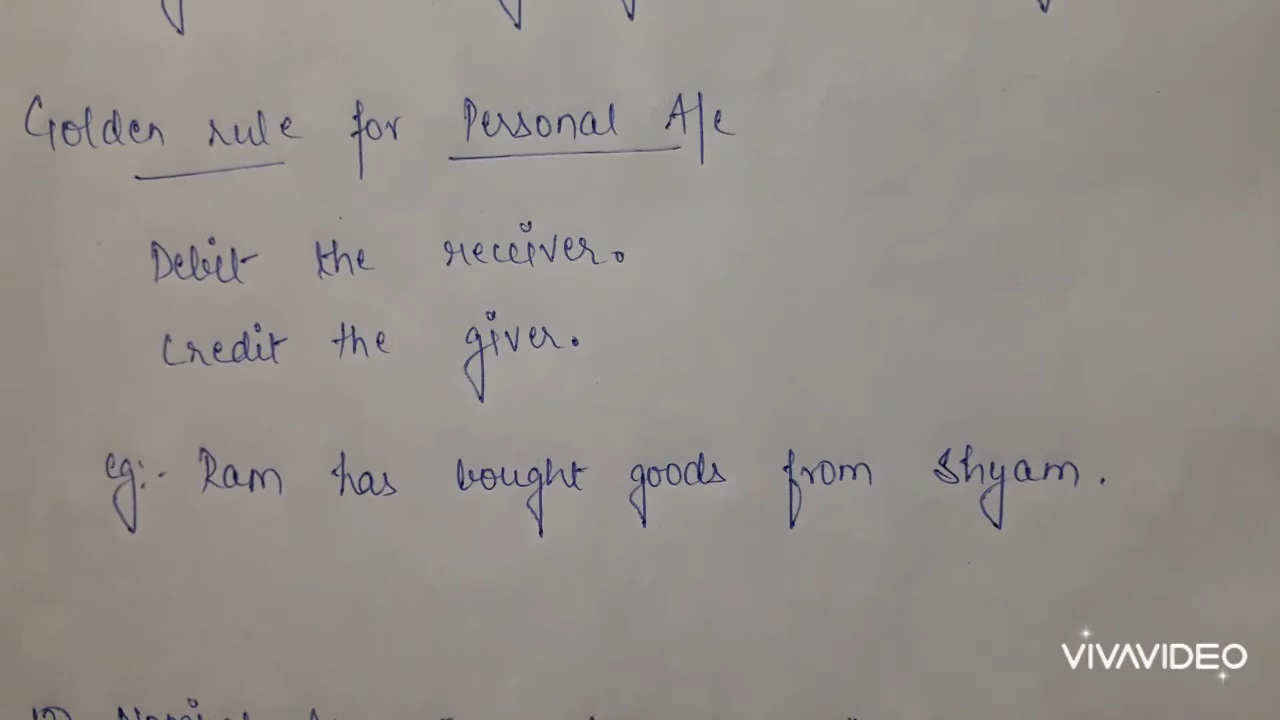 Golden rule for Personal A/c
Debit the receiver.
Credit the giver.
eg:- Ram has bought goods from Shyam.
VIVAVIDEO